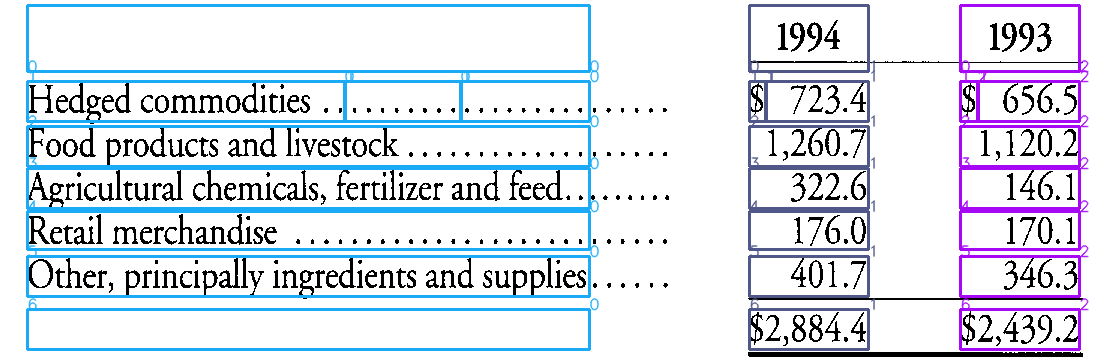 1994 1993
Hedged commodities .............................. $ 723.4 $ 656.5
Food products and livestock ........................ 1,260.7 1,120.2
Agricultural chemicals, fertilizer and feed......... 322.6 146.1
Retail merchandise ................................. 176.0 170.1
Other, principally ingredients and supplies...... 401.7 346.3
$2,884.4 $2,439.2